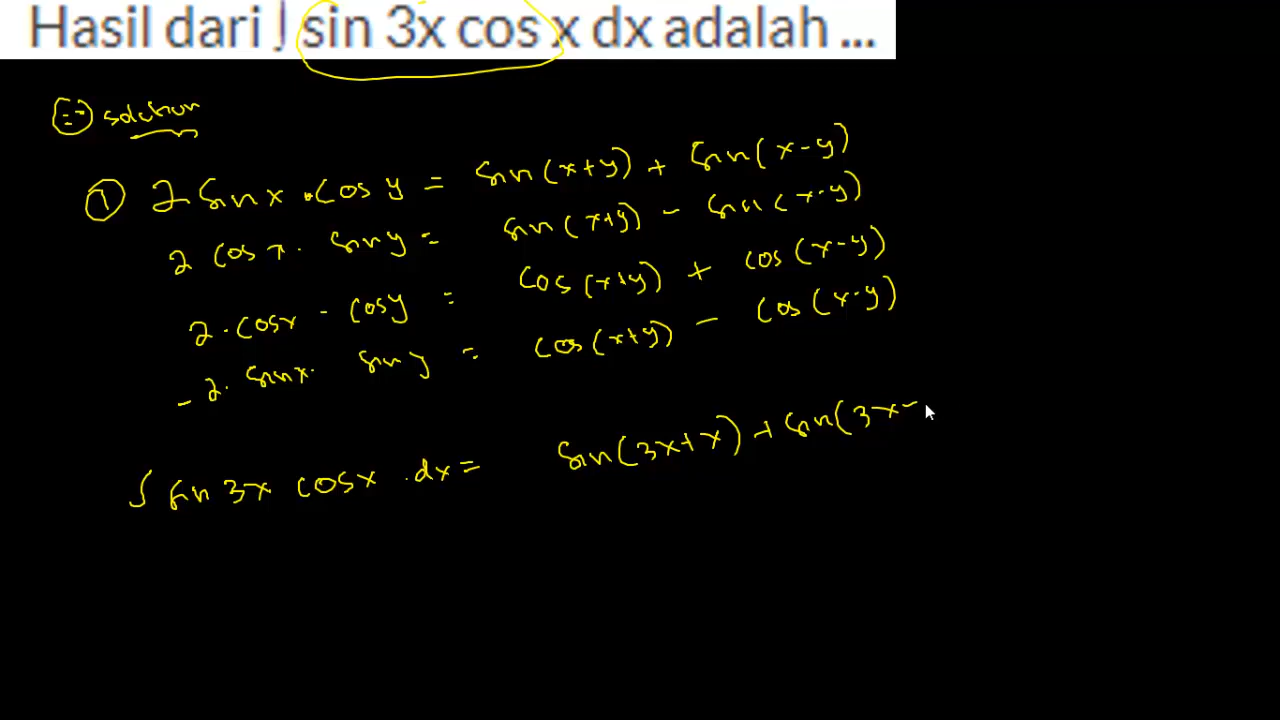 Hasil dari ∫ sin 3x cos x dx adalah ...
solution
① 2 sin x . cos y = sin(x+y) + sin(x-y)
2 cos x . sin y = sin(x+y) - sin(x-y)
2 . cos x - cos y = cos(x+y) + cos(x-y)
-2 . sin x . sin y = cos(x+y) - cos(x-y)
∫ sin 3x cos x . dx = sin(3x+x) + sin(3x-